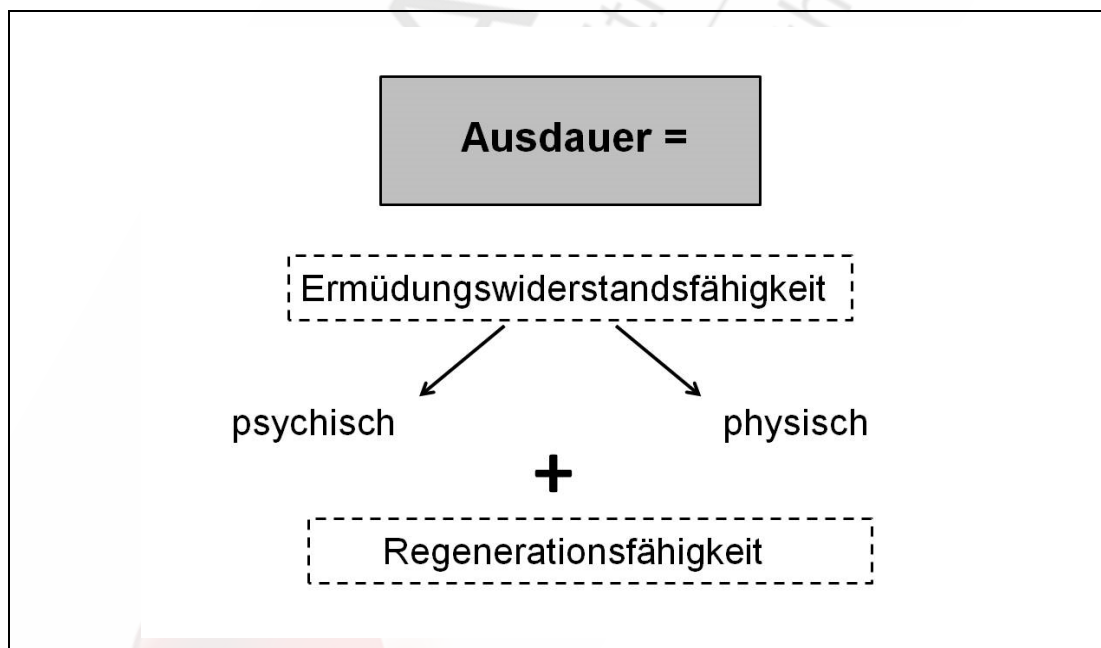 Ausdauer =
Ermüdungswiderstandsfähigkeit
psychisch
physisch
+
Regenerationsfähigkeit